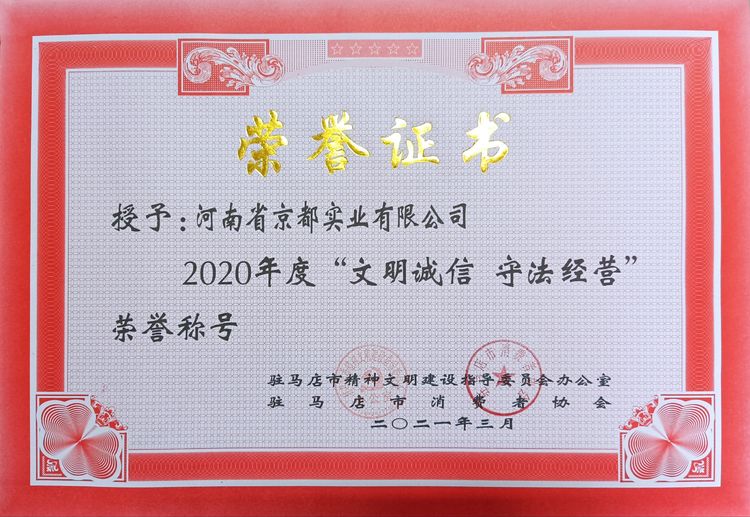 荣誉证书
授予：河南省京都实业有限公司
2020年度“文明诚信 守法经营”
荣誉称号
驻马店市精神文明建设指导委员会办公室
驻马店市消费者协会
二〇二一年三月